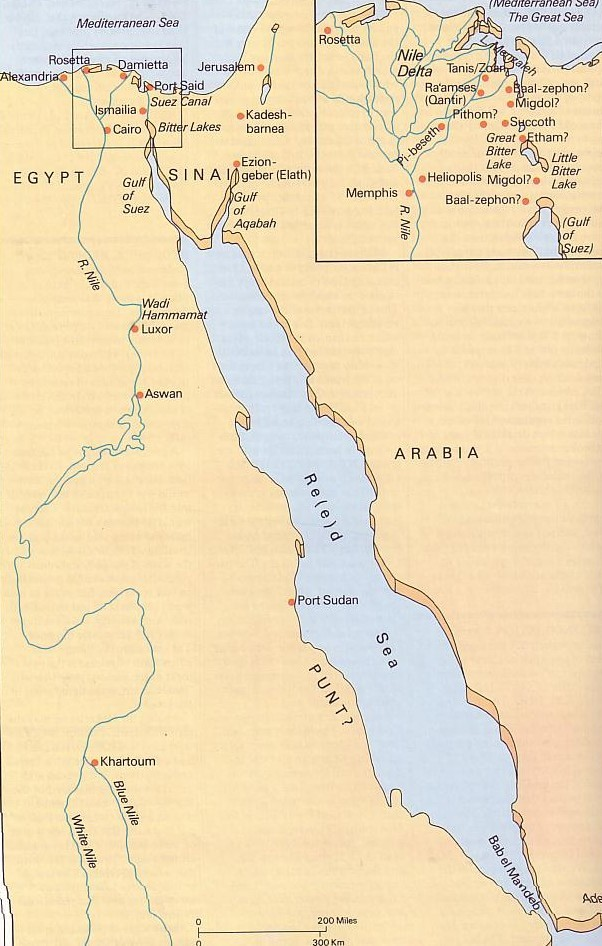 Mediterranean Sea
Rosetta
Damietta
Alexandria
Port Said
Jerusalem
Suez Canal
Ismailia
Bitter Lakes
Cairo
Kadesh-
barnea
EGYPT
SINAI
Ezion-
geber (Elath)
Gulf
of
Suez
Gulf
of
Aqabah
R. Nile
Wadi
Hammamat
Luxor
Aswan
ARABIA
Re(e)d
Sea
Port Sudan
PUNT?
Khartoum
Blue Nile
White Nile
Bab el Mandeb
0
200 Miles
300 Km
(Mediterranean Sea)
The Great Sea
Rosetta
Nile
Delta
L. Menzaleh
Tanis/Zoan
Ra'amses
(Qantir)
Baal-zephon?
Migdol?
Pithom?
Succoth
Pi-beseth
Great
Bitter
Lake
Etham?
Little
Bitter
Lake
Heliopolis
Migdol?
Memphis
Baal-zephon?
R. Nile
(Gulf
of
Suez)